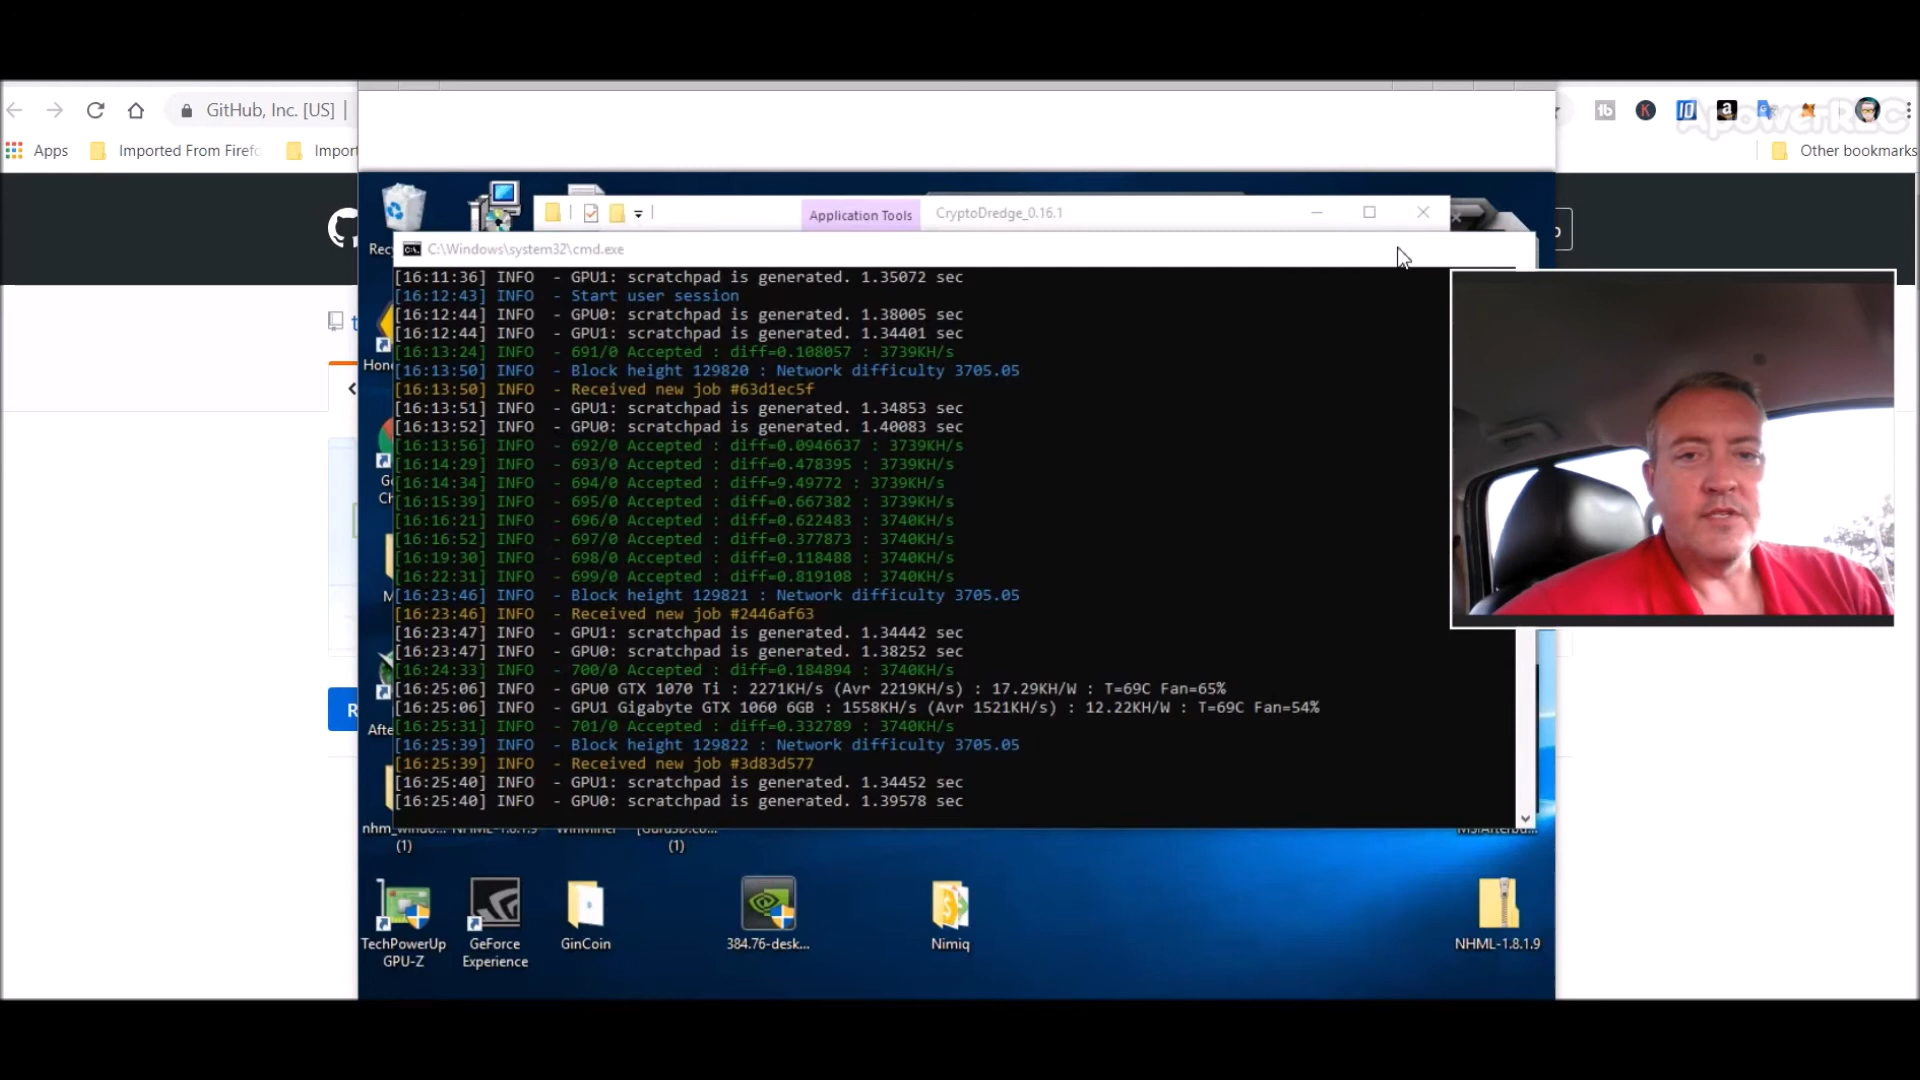 GitHub, Inc. [US]
ApowerREC
Apps
Imported From Firefo
Import
Other bookmarks
Application Tools
CryptoDredge_0.16.1
C:\Windows\system32\cmd.exe
[16:11:36] INFO - GPU1: scratchpad is generated. 1.35072 sec
[16:12:43] INFO - Start user session
[16:12:44] INFO - GPU0: scratchpad is generated. 1.38005 sec
[16:12:44] INFO - GPU1: scratchpad is generated. 1.34401 sec
[16:13:24] INFO - 691/0 Accepted : diff=0.108057 : 3739KH/s
[16:13:50] INFO - Block height 129820 : Network difficulty 3705.05
[16:13:50] INFO - Received new job #63d1ec5f
[16:13:51] INFO - GPU1: scratchpad is generated. 1.34853 sec
[16:13:52] INFO - GPU0: scratchpad is generated. 1.40083 sec
[16:13:56] INFO - 692/0 Accepted : diff=0.0946637 : 3739KH/s
[16:14:29] INFO - 693/0 Accepted : diff=0.478395 : 3739KH/s
[16:14:34] INFO - 694/0 Accepted : diff=9.49772 : 3739KH/s
[16:15:39] INFO - 695/0 Accepted : diff=0.667382 : 3739KH/s
[16:16:21] INFO - 696/0 Accepted : diff=0.622483 : 3740KH/s
[16:16:52] INFO - 697/0 Accepted : diff=0.377873 : 3740KH/s
[16:19:30] INFO - 698/0 Accepted : diff=0.118488 : 3740KH/s
[16:22:31] INFO - 699/0 Accepted : diff=0.819108 : 3740KH/s
[16:23:46] INFO - Block height 129821 : Network difficulty 3705.05
[16:23:46] INFO - Received new job #2446af63
[16:23:47] INFO - GPU1: scratchpad is generated. 1.34442 sec
[16:23:47] INFO - GPU0: scratchpad is generated. 1.38252 sec
[16:24:33] INFO - 700/0 Accepted : diff=0.184894 : 3740KH/s
[16:25:06] INFO - GPU0 GTX 1070 Ti : 2271KH/s (Avr 2219KH/s) : 17.29KH/W : T=69C Fan=65%
[16:25:06] INFO - GPU1 Gigabyte GTX 1060 6GB : 1558KH/s (Avr 1521KH/s) : 12.22KH/W : T=69C Fan=54%
[16:25:31] INFO - 701/0 Accepted : diff=0.332789 : 3740KH/s
[16:25:39] INFO - Block height 129822 : Network difficulty 3705.05
[16:25:39] INFO - Received new job #3d83d577
[16:25:40] INFO - GPU1: scratchpad is generated. 1.34452 sec
[16:25:40] INFO - GPU0: scratchpad is generated. 1.39578 sec
nhm_windo... NHML-1.8.1.9 WinMiner [Guru3D.co...
(1) (1)
TechPowerUp GPU-Z
GeForce Experience
GinCoin
384.76-desk...
Nimiq
NHML-1.8.1.9